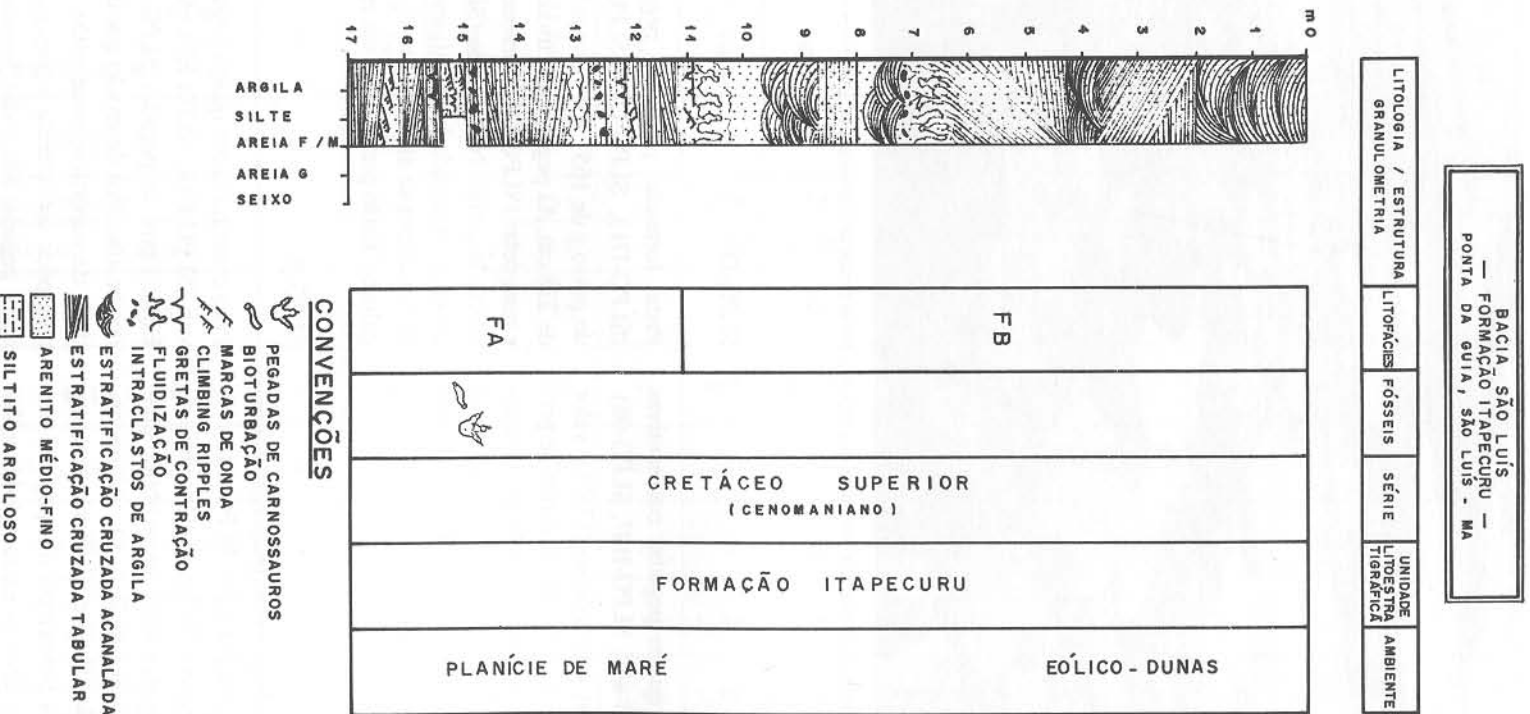 BACIA SÃO LUÍS
— FORMAÇÃO ITAPECURU —
PONTA DA GUIA, SÃO LUIS - MA
LITOLOGIA / ESTRUTURA
GRANULOMETRIA
LITOFÁCIES
FÓSSEIS
SÉRIE
UNIDADE
LITOESTRA
TIGRÁFICA
AMBIENTE
m 0
1
2
3
4
5
6
7
8
9
10
11
12
13
14
15
16
17
ARGILA
SILTE
AREIA F / M
AREIA G
SEIXO
FB
FA
CRETÁCEO SUPERIOR
(CENOMANIANO)
FORMAÇÃO ITAPECURU
EÓLICO - DUNAS
PLANÍCIE DE MARÉ
CONVENÇÕES
PEGADAS DE CARNOSSAUROS
BIOTURBAÇÃO
MARCAS DE ONDA
CLIMBING RIPPLES
GRETAS DE CONTRAÇÃO
FLUIDIZAÇÃO
INTRACLASTOS DE ARGILA
ESTRATIFICAÇÃO CRUZADA ACANALADA
ESTRATIFICAÇÃO CRUZADA TABULAR
ARENITO MÉDIO-FINO
SILTITO ARGILOSO